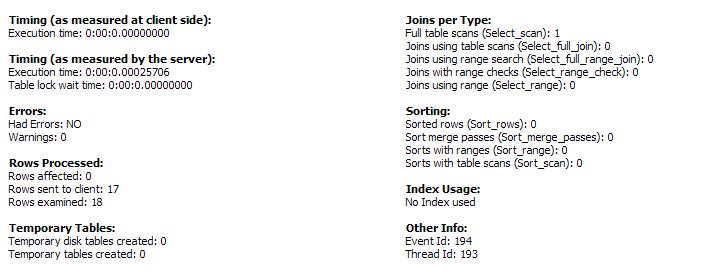 Timing (as measured at client side):
Execution time: 0:00:0.00000000
Timing (as measured by the server):
Execution time: 0:00:0.00025706
Table lock wait time: 0:00:0.00000000
Errors:
Had Errors: NO
Warnings: 0
Rows Processed:
Rows affected: 0
Rows sent to client: 17
Rows examined: 18
Temporary Tables:
Temporary disk tables created: 0
Temporary tables created: 0
Joins per Type:
Full table scans (Select_scan): 1
Joins using table scans (Select_full_join): 0
Joins using range search (Select_full_range_join): 0
Joins with range checks (Select_range_check): 0
Joins using range (Select_range): 0
Sorting:
Sorted rows (Sort_rows): 0
Sort merge passes (Sort_merge_passes): 0
Sorts with ranges (Sort_range): 0
Sorts with table scans (Sort_scan): 0
Index Usage:
No Index used
Other Info:
Event Id: 194
Thread Id: 193